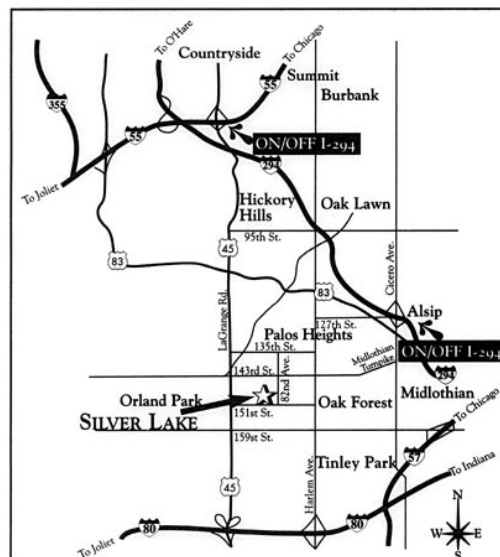 To O'Hare
Countryside
To Chicago
55
Summit
355
Burbank
55
ON/OFF I-294
294
To Joliet
Hickory
Hills
Oak Lawn
45
95th St.
83
Cicero Ave.
LaGrange Rd.
83
127th St.
Alsip
Palos Heights
135th St.
82nd Ave.
Midlothian
Turnpike
ON/OFF I-294
143rd St.
294
Orland Park
Midlothian
151st St.
Oak Forest
SILVER LAKE
To Chicago
159st St.
57
Tinley Park
To Indiana
45
Harlem Ave.
N
W
E
S
80
80
To Joliet